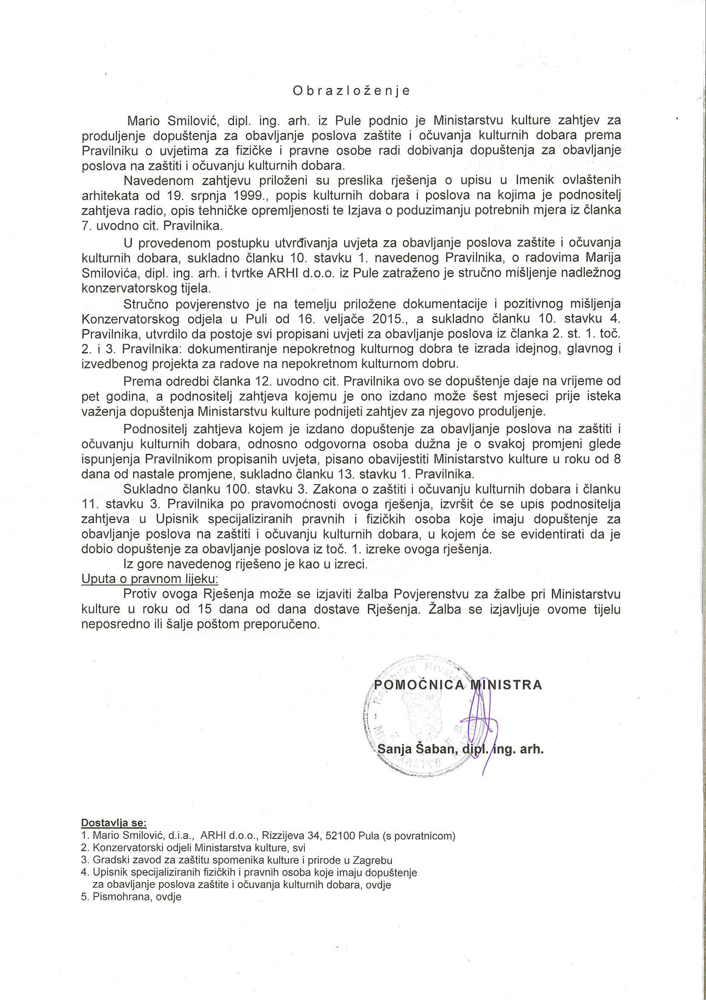 O b r a z l o ž e n j e
Mario Smilović, dipl. ing. arh. iz Pule podnio je Ministarstvu kulture zahtjev za
produljenje dopuštenja za obavljanje poslova zaštite i očuvanja kulturnih dobara prema
Pravilniku o uvjetima za fizičke i pravne osobe radi dobivanja dopuštenja za obavljanje
poslova na zaštiti i očuvanju kulturnih dobara.
Navedenom zahtjevu priloženi su preslika rješenja o upisu u Imenik ovlaštenih
arhitekata od 19. srpnja 1999., popis kulturnih dobara i poslova na kojima je podnositelj
zahtjeva radio, opis tehničke opremljenosti te Izjava o poduzimanju potrebnih mjera iz članka
7. uvodno cit. Pravilnika.
U provedenom postupku utvrđivanja uvjeta za obavljanje poslova zaštite i očuvanja
kulturnih dobara, sukladno članku 10. stavku 1. navedenog Pravilnika, o radovima Marija
Smilovića, dipl. ing. arh. i tvrtke ARHI d.o.o. iz Pule zatraženo je stručno mišljenje nadležnog
konzervatorskog tijela.
Stručno povjerenstvo je na temelju priložene dokumentacije i pozitivnog mišljenja
Konzervatorskog odjela u Puli od 16. veljače 2015., a sukladno članku 10. stavku 4.
Pravilnika, utvrdilo da postoje svi propisani uvjeti za obavljanje poslova iz članka 2. st. 1. toč.
2. i 3. Pravilnika: dokumentiranje nepokretnog kulturnog dobra te izrada idejnog, glavnog i
izvedbenog projekta za radove na nepokretnom kulturnom dobru.
Prema odredbi članka 12. uvodno cit. Pravilnika ovo se dopuštenje daje na vrijeme od
pet godina, a podnositelj zahtjeva kojemu je ono izdano može šest mjeseci prije isteka
važenja dopuštenja Ministarstvu kulture podnijeti zahtjev za njegovo produljenje.
Podnositelj zahtjeva kojem je izdano dopuštenje za obavljanje poslova na zaštiti i
očuvanju kulturnih dobara, odnosno odgovorna osoba dužna je o svakoj promjeni glede
ispunjenja Pravilnikom propisanih uvjeta, pisano obavijestiti Ministarstvo kulture u roku od 8
dana od nastale promjene, sukladno članku 13. stavku 1. Pravilnika.
Sukladno članku 100. stavku 3. Zakona o zaštiti i očuvanju kulturnih dobara i članku
11. stavku 3. Pravilnika po pravomoćnosti ovoga rješenja, izvršit će se upis podnositelja
zahtjeva u Upisnik specijaliziranih pravnih i fizičkih osoba koje imaju dopuštenje za
obavljanje poslova na zaštiti i očuvanju kulturnih dobara, u kojem će se evidentirati da je
dobio dopuštenje za obavljanje poslova iz toč. 1. izreke ovoga rješenja.
Iz gore navedenog riješeno je kao u izreci.
Uputa o pravnom lijeku:
Protiv ovoga Rješenja može se izjaviti žalba Povjerenstvu za žalbe pri Ministarstvu
kulture u roku od 15 dana od dana dostave Rješenja. Žalba se izjavljuje ovome tijelu
neposredno ili šalje poštom preporučeno.
Republika Hrvatska
POMOĆNICA MINISTRA
Sanja Šaban, dipl. ing. arh.
MINISTARSTVO KULTURE
Dostavlja se:
1. Mario Smilović, d.i.a., ARHI d.o.o., Rizzijeva 34, 52100 Pula (s povratnicom)
2. Konzervatorski odjeli Ministarstva kulture, svi
3. Gradski zavod za zaštitu spomenika kulture i prirode u Zagrebu
4. Upisnik specijaliziranih fizičkih i pravnih osoba koje imaju dopuštenje
za obavljanje poslova zaštite i očuvanja kulturnih dobara, ovdje
5. Pismohrana, ovdje